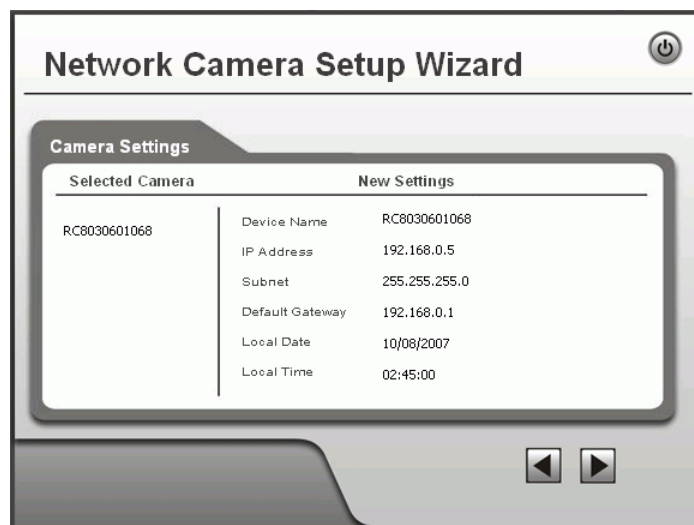 Network Camera Setup Wizard
Camera Settings
Selected Camera New Settings
RC8030601068
Device Name RC8030601068
IP Address 192.168.0.5
Subnet 255.255.255.0
Default Gateway 192.168.0.1
Local Date 10/08/2007
Local Time 02:45:00